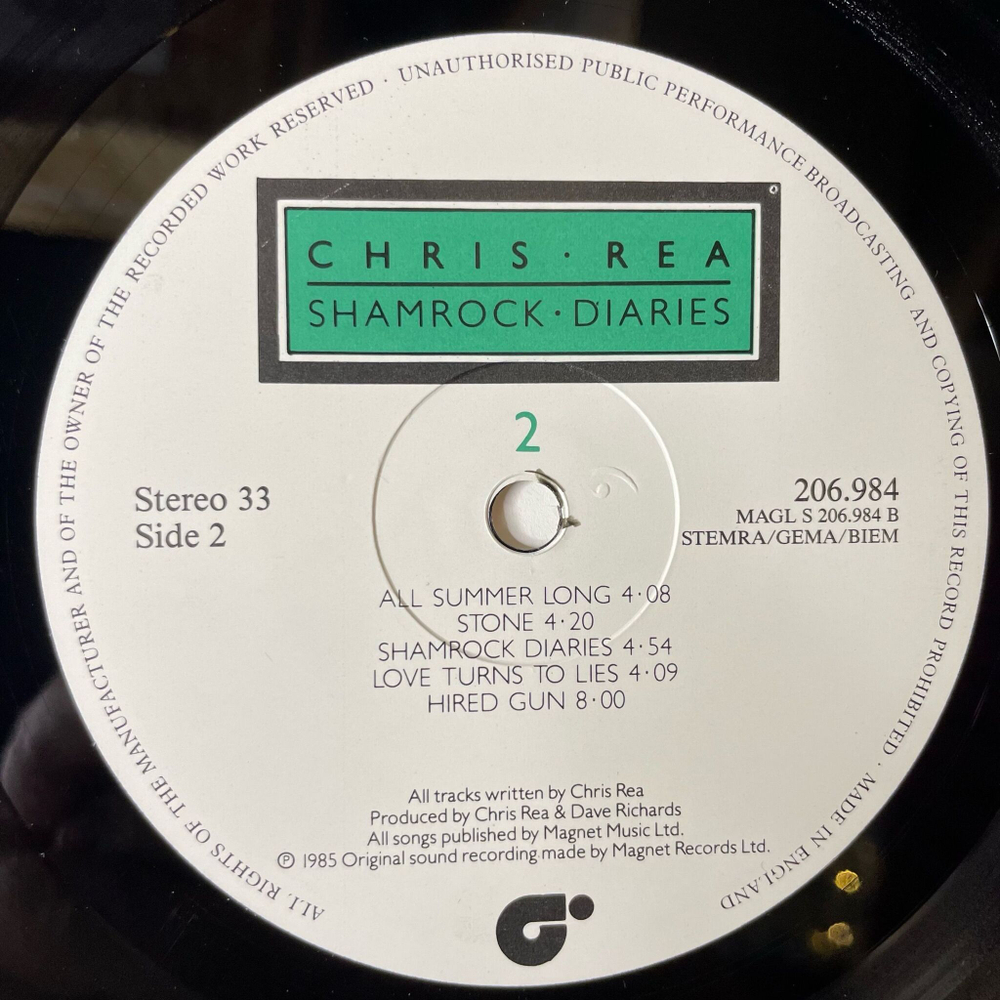 ALL RIGHTS OF THE MANUFACTURER AND OF THE OWNER OF THE RECORDED WORK RESERVED · UNAUTHORISED PUBLIC PERFORMANCE BROADCASTING AND COPYING OF THIS RECORD PROHIBITED · MADE IN ENGLAND
CHRIS · REA
SHAMROCK · DIARIES
2
Stereo 33
Side 2
206.984
MAGL S 206.984 B
STEMRA/GEMA/BIEM
ALL SUMMER LONG 4·08
STONE 4·20
SHAMROCK DIARIES 4·54
LOVE TURNS TO LIES 4·09
HIRED GUN 8·00
All tracks written by Chris Rea
Produced by Chris Rea & Dave Richards
All songs published by Magnet Music Ltd.
℗ 1985 Original sound recording made by Magnet Records Ltd.